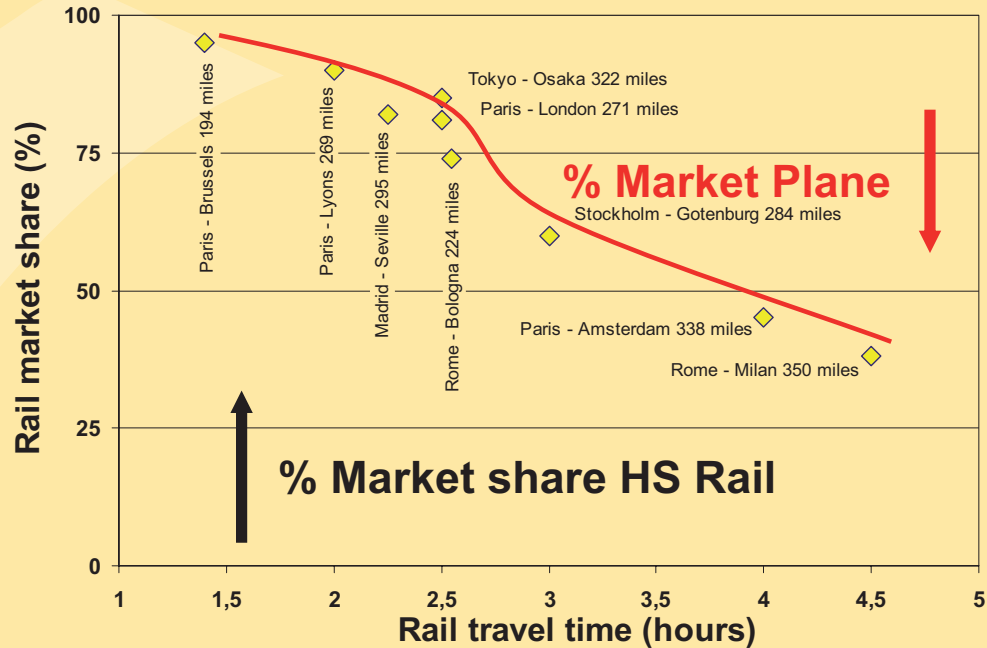 100
75
50
25
0
Rail market share (%)
Paris - Brussels 194 miles
Paris - Lyons 269 miles
Madrid - Seville 295 miles
Rome - Bologna 224 miles
Tokyo - Osaka 322 miles
Paris - London 271 miles
% Market Plane
Stockholm - Gotenburg 284 miles
Paris - Amsterdam 338 miles
Rome - Milan 350 miles
% Market share HS Rail
1 1,5 2 2,5 3 3,5 4 4,5 5
Rail travel time (hours)